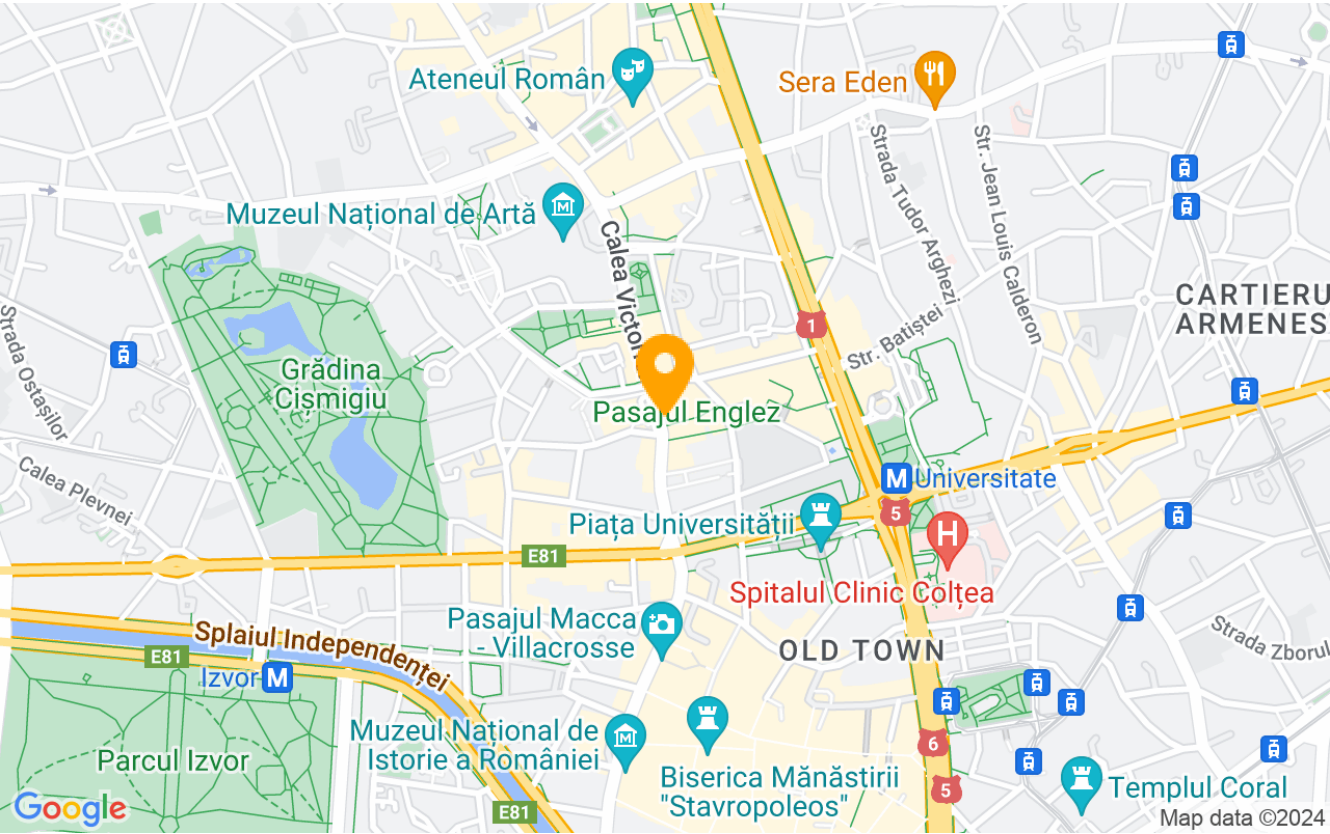 Ateneul Român
Sera Eden
Strada Tudor Arghezi
Str. Jean Louis Calderon
Muzeul Național de Artă
Calea Victor
CARTIERU
ARMENES
1
Str. Batiștei
Strada Ostașilor
Grădina
Cișmigiu
Pasajul Englez
Calea Plevnei
M Universitate
5
Piața Universității
H
E81
Spitalul Clinic Colțea
Pasajul Macca
- Villacrosse
OLD TOWN
Strada Zborul
Splaiul Independenței
E81
Izvor M
Muzeul Național de
Istorie a României
6
Parcul Izvor
Biserica Mănăstirii
"Stavropoleos"
5
Templul Coral
Google
E81
Map data ©2024